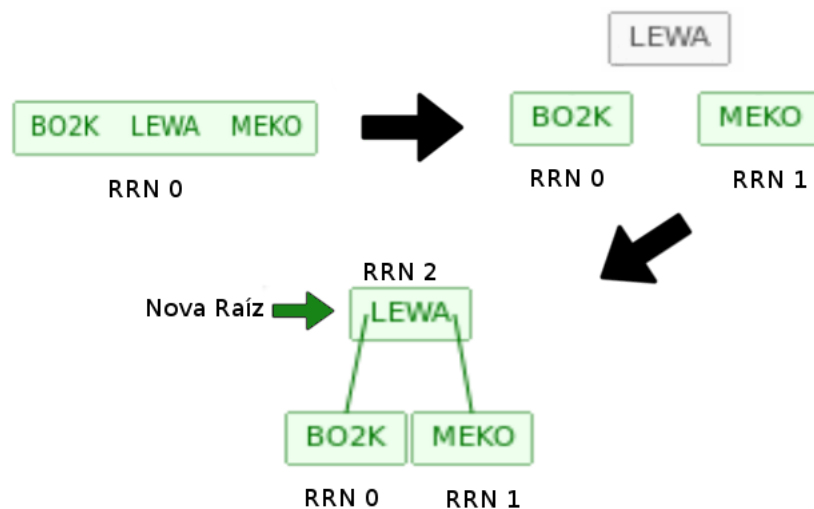 LEWA
BO2K LEWA MEKO
RRN 0
BO2K MEKO
RRN 0 RRN 1
RRN 2
Nova Raíz
LEWA
BO2K MEKO
RRN 0 RRN 1